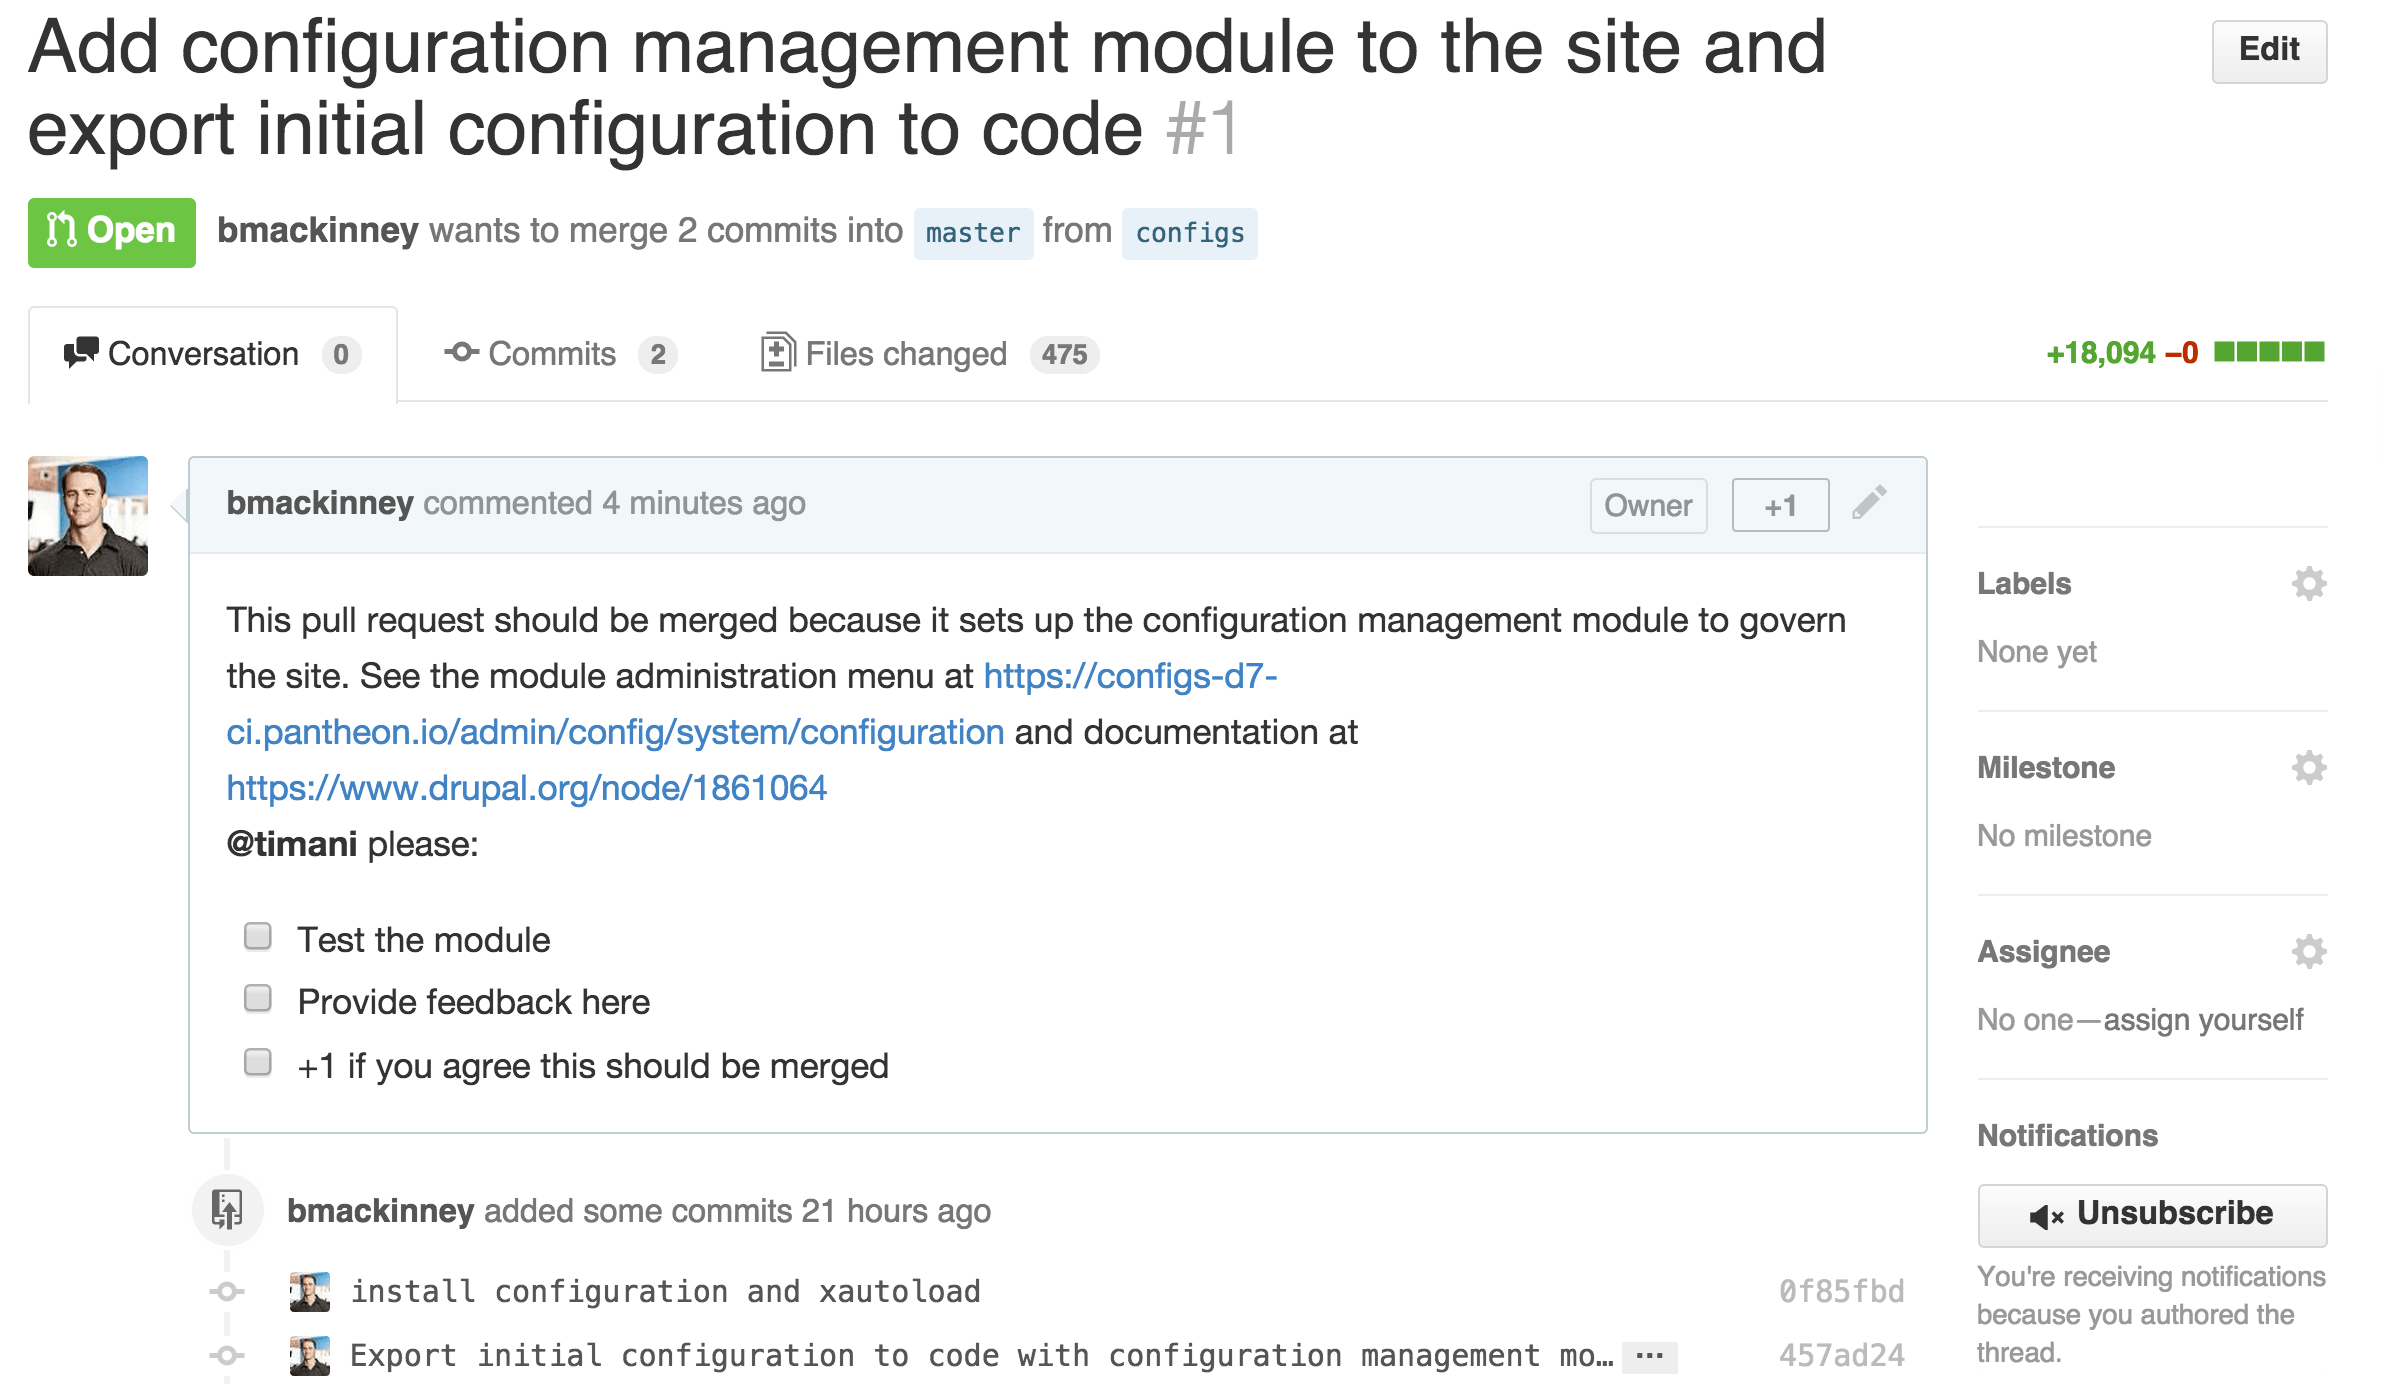 Add configuration management module to the site and
export initial configuration to code #1
Edit
Open
bmackinney wants to merge 2 commits into master from configs
Conversation 0
Commits 2
Files changed 475
+18,094 −0
bmackinney commented 4 minutes ago
Owner
+1
This pull request should be merged because it sets up the configuration management module to govern
the site. See the module administration menu at https://configs-d7-
ci.pantheon.io/admin/config/system/configuration and documentation at
https://www.drupal.org/node/1861064
@timani please:
Test the module
Provide feedback here
+1 if you agree this should be merged
bmackinney added some commits 21 hours ago
install configuration and xautoload 0f85fbd
Export initial configuration to code with configuration management mo… ... 457ad24
Labels
None yet
Milestone
No milestone
Assignee
No one—assign yourself
Notifications
Unsubscribe
You're receiving notifications
because you authored the
thread.